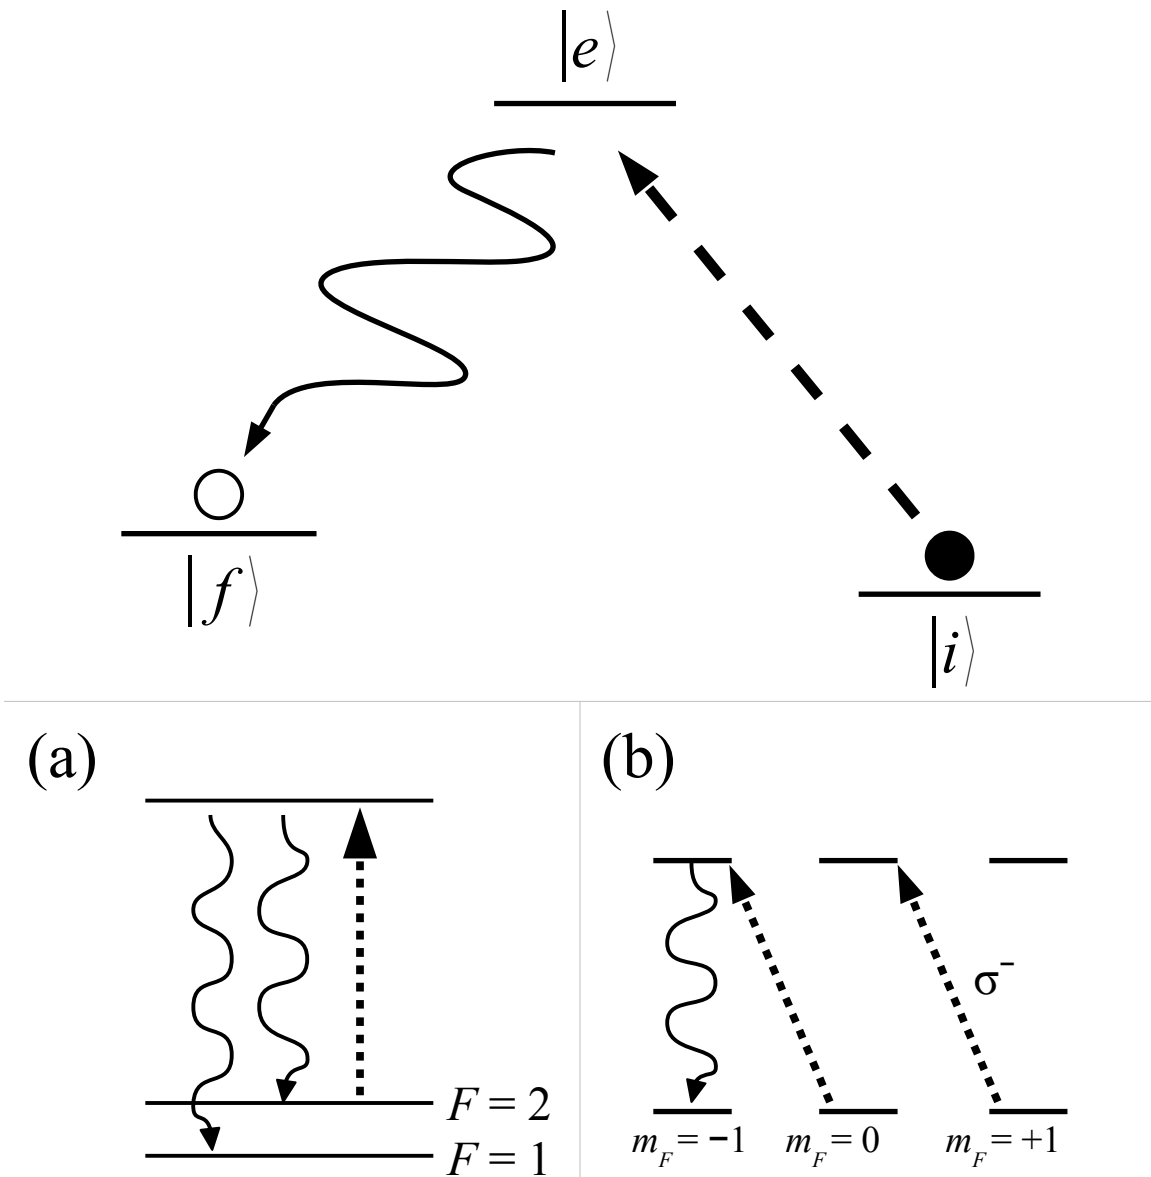 |e⟩
|f⟩
|i⟩
(a)
F = 2
F = 1
(b)
σ⁻
m_F = −1 m_F = 0 m_F = +1